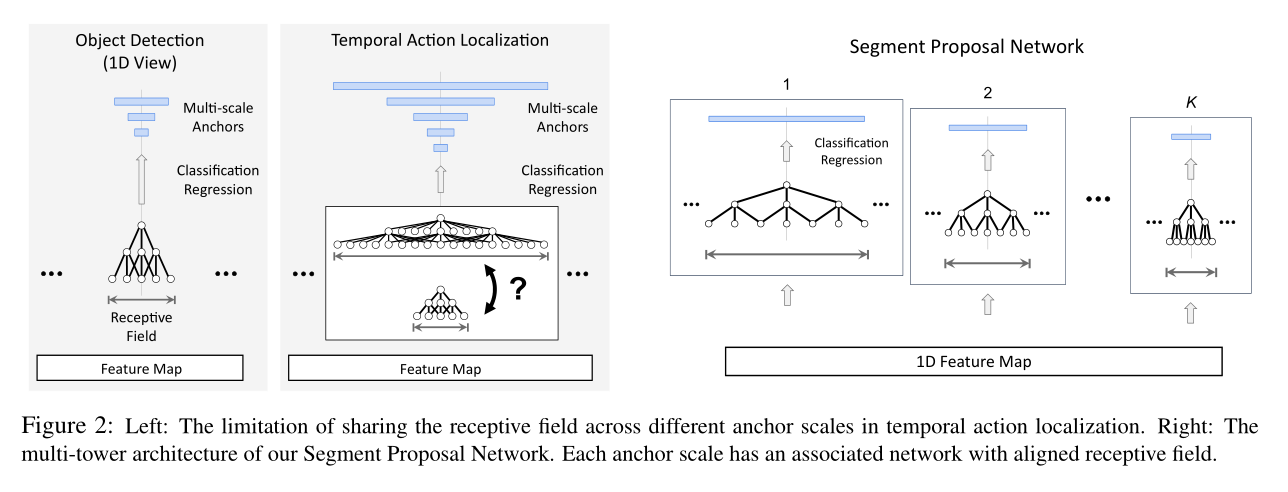 Object Detection
(1D View)
Multi-scale
Anchors
Classification
Regression
...
...
Receptive
Field
Feature Map
Temporal Action Localization
Multi-scale
Anchors
Classification
Regression
...
?
...
Feature Map
Segment Proposal Network
1
Classification
Regression
...
...
2
...
...
...
K
...
...
1D Feature Map
Figure 2: Left: The limitation of sharing the receptive field across different anchor scales in temporal action localization. Right: The
multi-tower architecture of our Segment Proposal Network. Each anchor scale has an associated network with aligned receptive field.